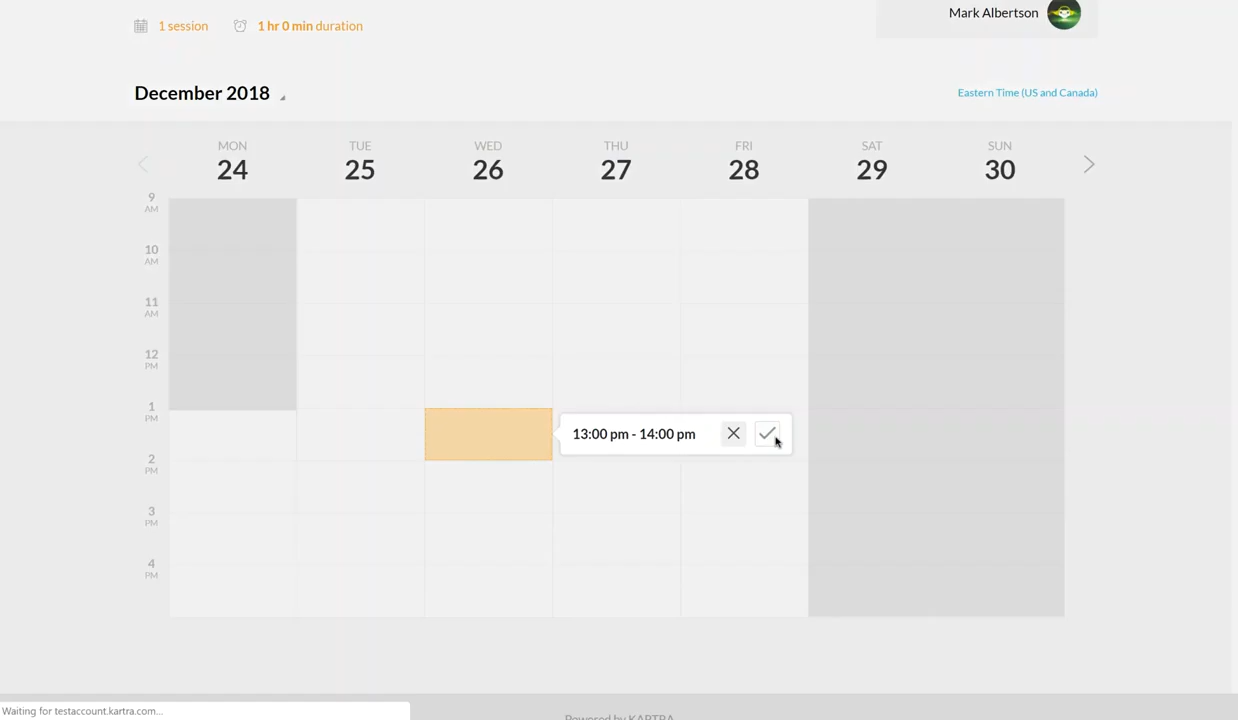 1 session 1 hr 0 min duration
Mark Albertson
December 2018
Eastern Time (US and Canada)
MON TUE WED THU FRI SAT SUN
24 25 26 27 28 29 30
9
AM
10
AM
11
AM
12
PM
1
PM
13:00 pm - 14:00 pm
2
PM
3
PM
4
PM
Waiting for testaccount.kartra.com...
Powered by KARTRA